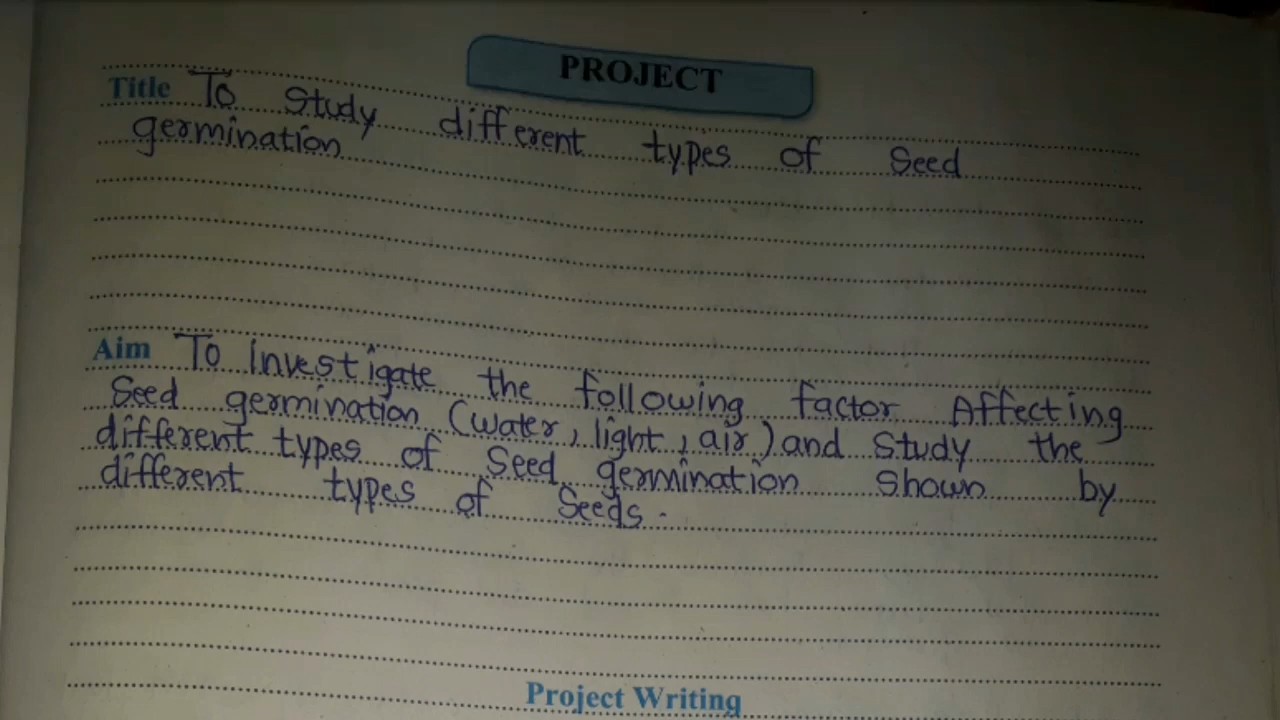 PROJECT
Title To Study different types of Seed
germination
Aim To Investigate the following factor Affecting
Seed germination (water, light, air) and Study the
different types of Seed germination Shown by
different types of Seeds.
Project Writing